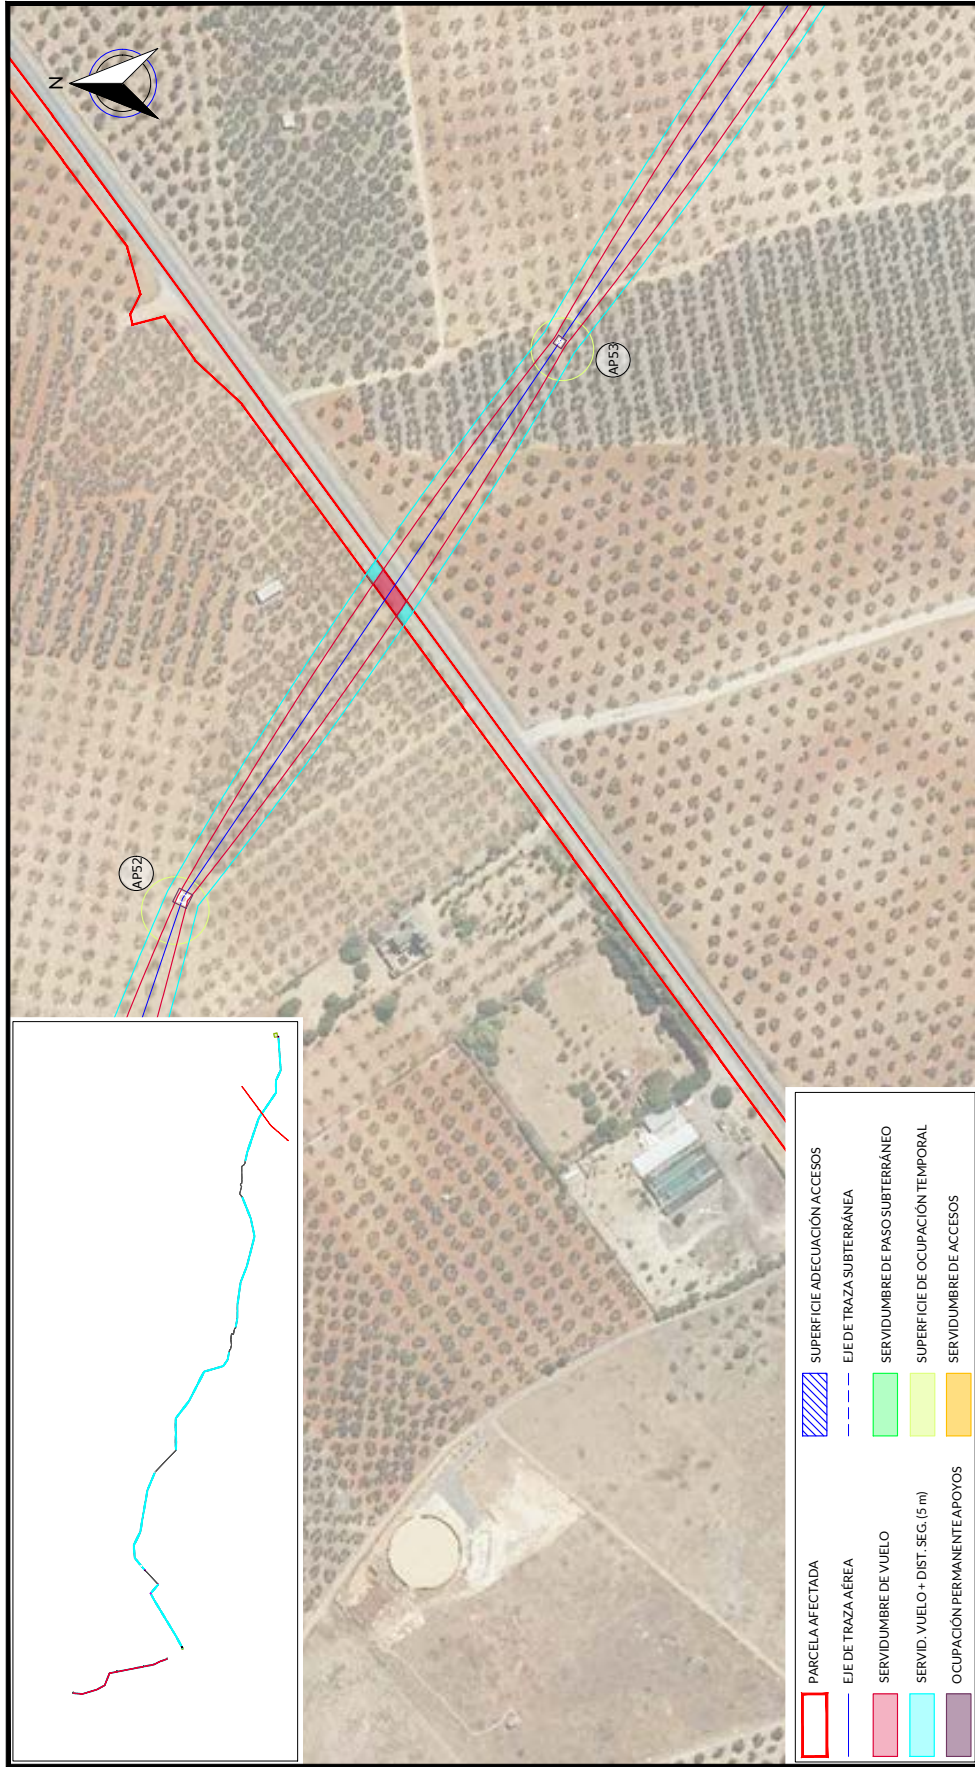 N
AP52
AP53
PARCELA AFECTADA
EJE DE TRAZA AÉREA
SERVIDUMBRE DE VUELO
SERVID. VUELO + DIST. SEG. (5 m)
OCUPACIÓN PERMANENTE APOYOS
SUPERFICIE ADECUACIÓN ACCESOS
EJE DE TRAZA SUBTERRÁNEA
SERVIDUMBRE DE PASO SUBTERRÁNEO
SUPERFICIE DE OCUPACIÓN TEMPORAL
SERVIDUMBRE DE ACCESOS